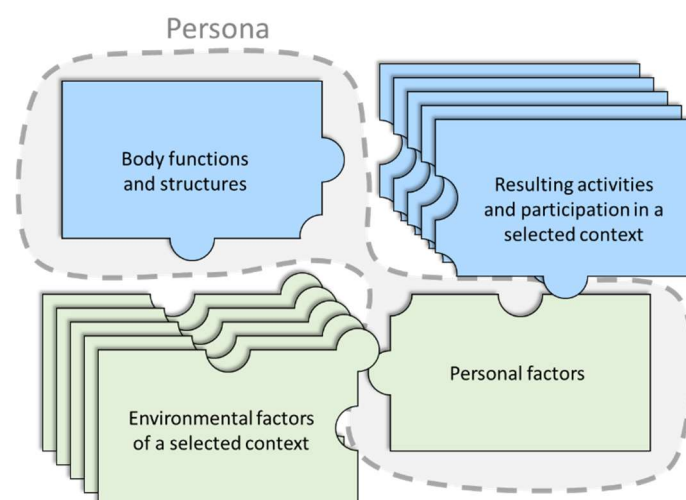 Persona
Body functions
and structures
Resulting activities
and participation in a
selected context
Environmental factors
of a selected context
Personal factors